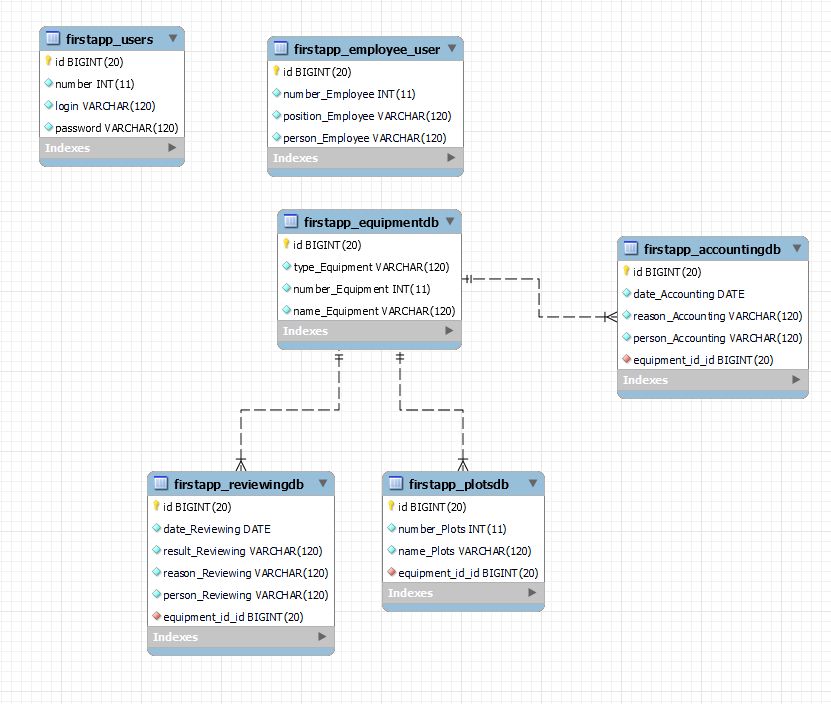 firstapp_users
id BIGINT(20)
number INT(11)
login VARCHAR(120)
password VARCHAR(120)
Indexes
firstapp_employee_user
id BIGINT(20)
number_Employee INT(11)
position_Employee VARCHAR(120)
person_Employee VARCHAR(120)
Indexes
firstapp_equipmentdb
id BIGINT(20)
type_Equipment VARCHAR(120)
number_Equipment INT(11)
name_Equipment VARCHAR(120)
Indexes
firstapp_accountingdb
id BIGINT(20)
date_Accounting DATE
reason_Accounting VARCHAR(120)
person_Accounting VARCHAR(120)
equipment_id_id BIGINT(20)
Indexes
firstapp_reviewingdb
id BIGINT(20)
date_Reviewing DATE
result_Reviewing VARCHAR(120)
reason_Reviewing VARCHAR(120)
person_Reviewing VARCHAR(120)
equipment_id_id BIGINT(20)
Indexes
firstapp_plotsdb
id BIGINT(20)
number_Plots INT(11)
name_Plots VARCHAR(120)
equipment_id_id BIGINT(20)
Indexes